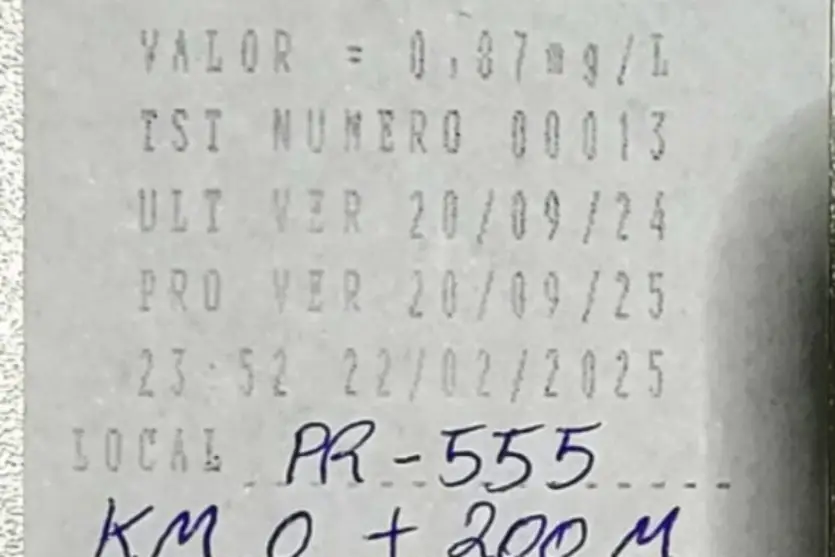 VALOR = 0,87mg/L
TST NUMERO 00013
ULT VER 20/09/24
PRO VER 20/09/25
23:52 22/02/2025
LOCAL PR-555
KM 0 + 200 M